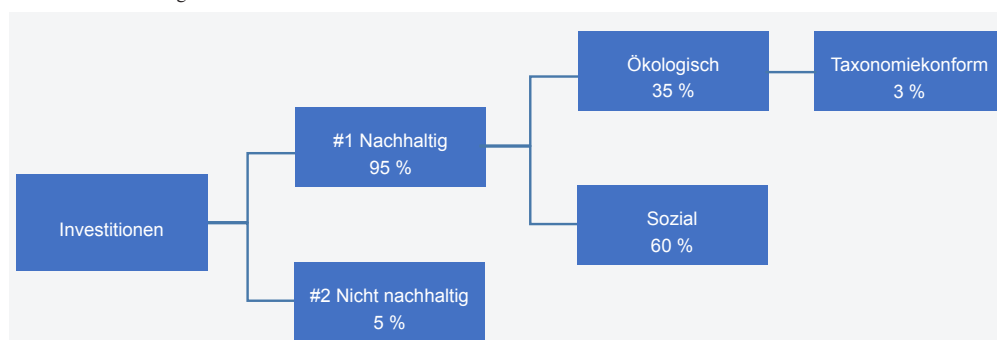 Ökologisch
35 %
Taxonomiekonform
3 %
#1 Nachhaltig
95 %
Investitionen
Sozial
60 %
#2 Nicht nachhaltig
5 %